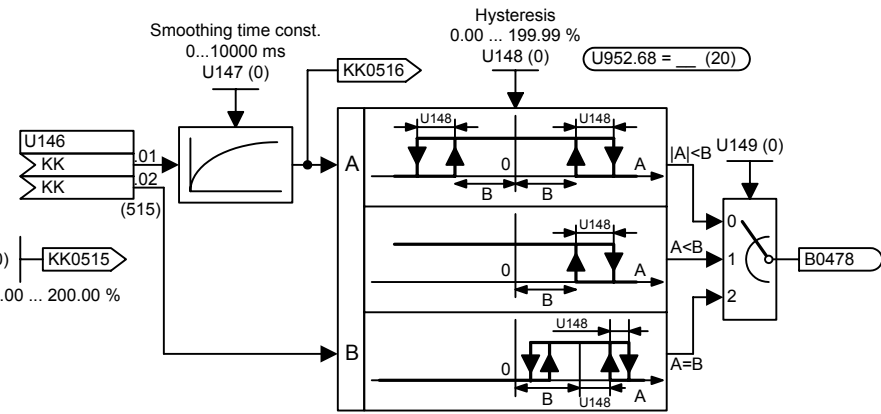 Smoothing time const.
0...10000 ms
U147 (0)
KK0516
Hysteresis
0.00 ... 199.99 %
U148 (0)
U952.68 = __ (20)
U146
KK
.01
KK
.02
(515)
KK0515
.00 ... 200.00 %
A
B
U148
U148
0
A
B
B
|A|<B
U148
0
A
B
A<B
U148
0
B
U148
A
A=B
U149 (0)
0
1
2
B0478